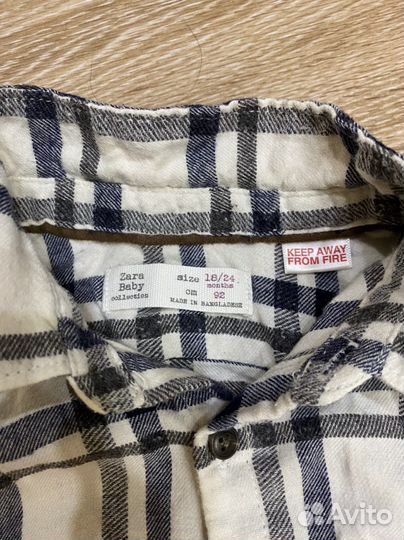 Zara
Baby
collection
size 18/24
months
cm 92
MADE IN BANGLADESH
KEEP AWAY
FROM FIRE
Avito